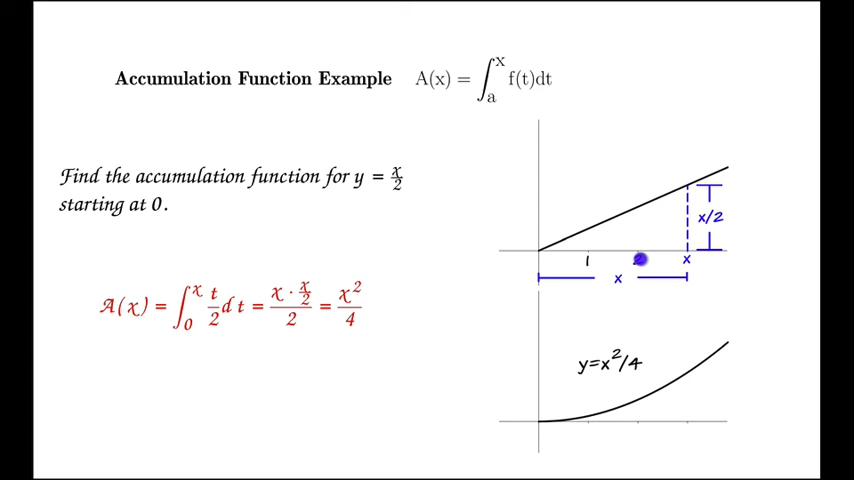 Accumulation Function Example A(x) = ∫ₐˣ f(t)dt
Find the accumulation function for y = x/2
starting at 0.
A(x) = ∫₀ˣ t/2 dt = (x · x/2)/2 = x²/4
x/2
1 x
x
y=x²/4